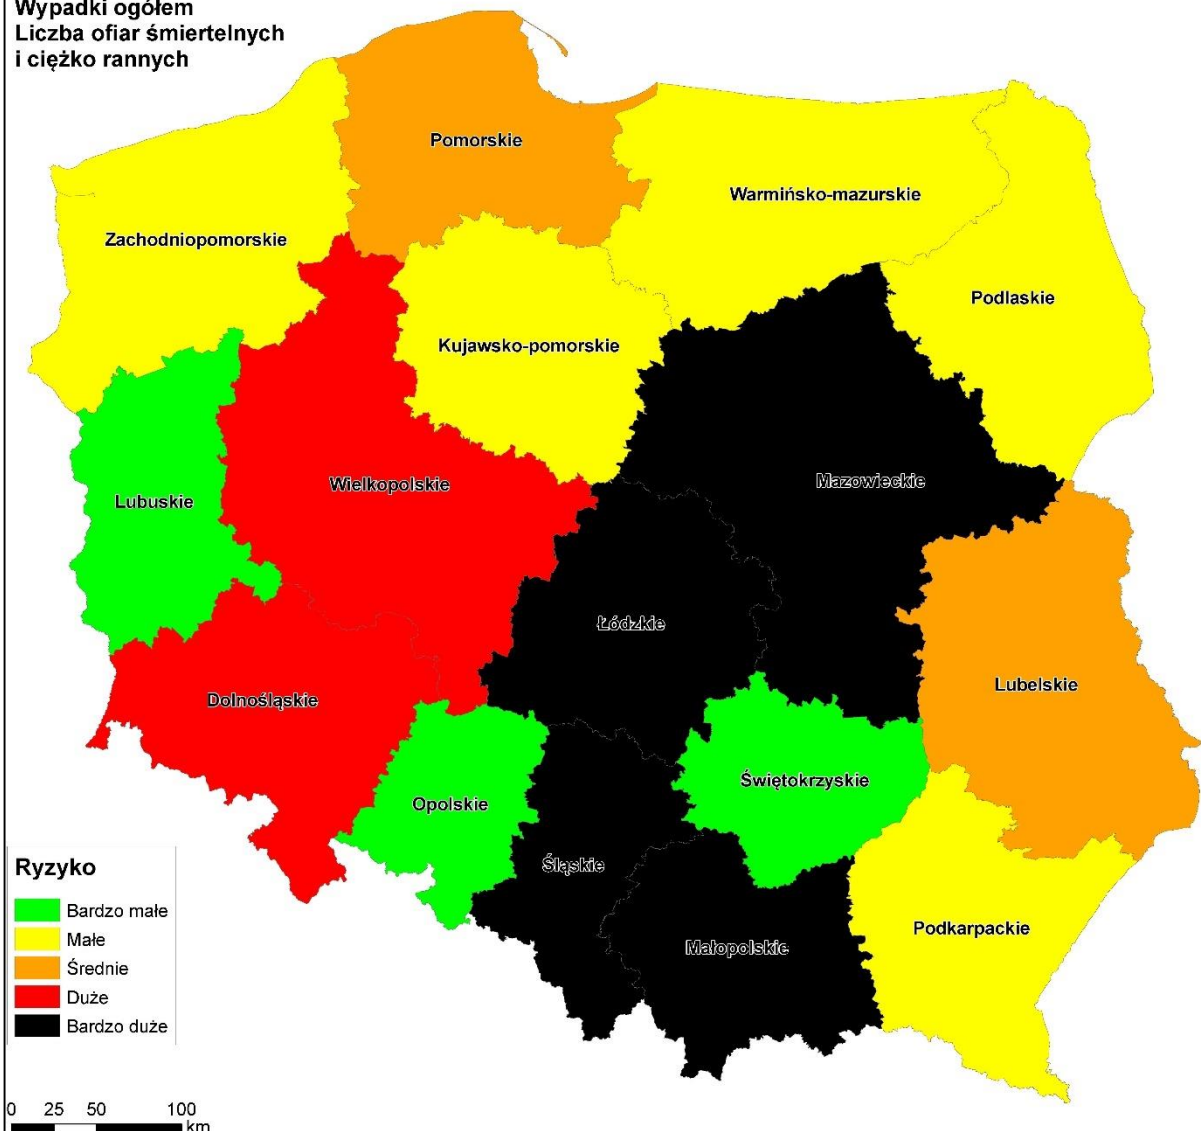 Wypadki ogółem
Liczba ofiar śmiertelnych
i ciężko rannych
Pomorskie
Warmińsko-mazurskie
Zachodniopomorskie
Podlaskie
Kujawsko-pomorskie
Mazowieckie
Wielkopolskie
Lubuskie
Łódzkie
Lubelskie
Dolnośląskie
Świętokrzyskie
Opolskie
Śląskie
Podkarpackie
Małopolskie
Ryzyko
Bardzo małe
Małe
Średnie
Duże
Bardzo duże
0 25 50 100
km